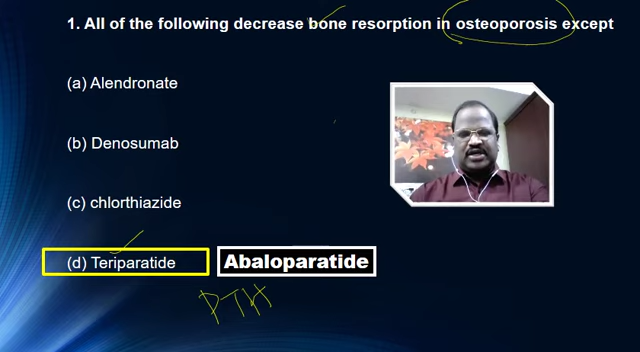 1. All of the following decrease bone resorption in osteoporosis except
(a) Alendronate
(b) Denosumab
(c) chlorthiazide
(d) Teriparatide
Abaloparatide
PTH